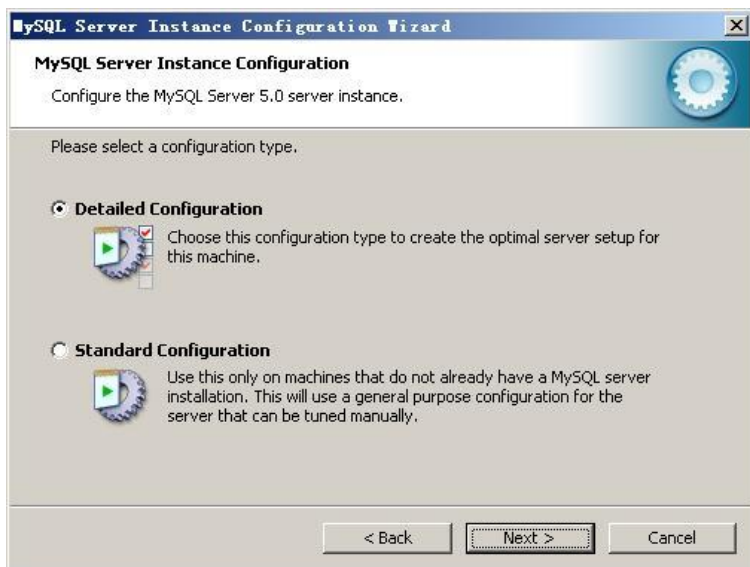 MySQL Server Instance Configuration Wizard
MySQL Server Instance Configuration
Configure the MySQL Server 5.0 server instance.
Please select a configuration type.
Detailed Configuration
Choose this configuration type to create the optimal server setup for
this machine.
Standard Configuration
Use this only on machines that do not already have a MySQL server
installation. This will use a general purpose configuration for the
server that can be tuned manually.
< Back Next > Cancel